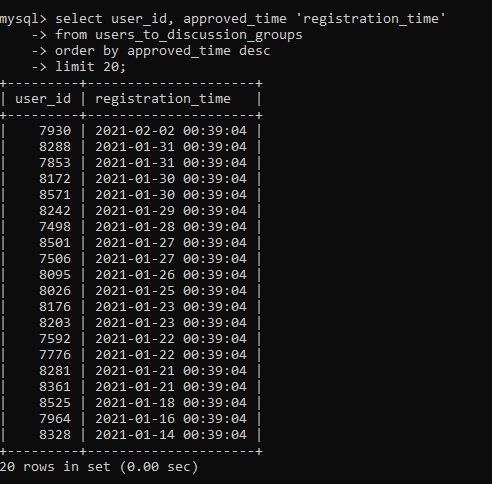 mysql> select user_id, approved_time 'registration_time'
    -> from users_to_discussion_groups
    -> order by approved_time desc
    -> limit 20;
+---------+---------------------+
| user_id | registration_time   |
+---------+---------------------+
|    7930 | 2021-02-02 00:39:04 |
|    8288 | 2021-01-31 00:39:04 |
|    7853 | 2021-01-31 00:39:04 |
|    8172 | 2021-01-30 00:39:04 |
|    8571 | 2021-01-30 00:39:04 |
|    8242 | 2021-01-29 00:39:04 |
|    7498 | 2021-01-28 00:39:04 |
|    8501 | 2021-01-27 00:39:04 |
|    7506 | 2021-01-27 00:39:04 |
|    8095 | 2021-01-26 00:39:04 |
|    8026 | 2021-01-25 00:39:04 |
|    8176 | 2021-01-23 00:39:04 |
|    8203 | 2021-01-23 00:39:04 |
|    7592 | 2021-01-22 00:39:04 |
|    7776 | 2021-01-22 00:39:04 |
|    8281 | 2021-01-21 00:39:04 |
|    8361 | 2021-01-21 00:39:04 |
|    8525 | 2021-01-18 00:39:04 |
|    7964 | 2021-01-16 00:39:04 |
|    8328 | 2021-01-14 00:39:04 |
+---------+---------------------+
20 rows in set (0.00 sec)